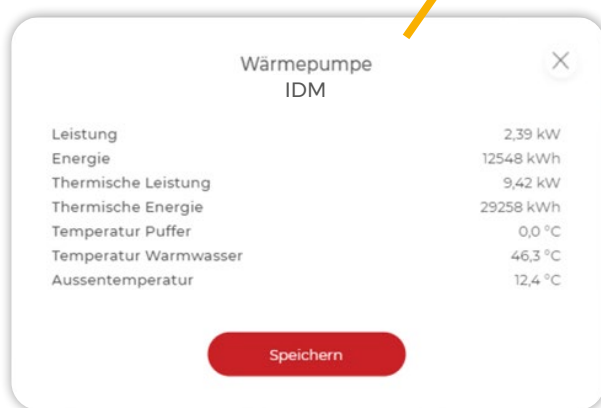 Wärmepumpe
IDM
Leistung 2,39 kW
Energie 12548 kWh
Thermische Leistung 9,42 kW
Thermische Energie 29258 kWh
Temperatur Puffer 0,0 °C
Temperatur Warmwasser 46,3 °C
Aussentemperatur 12,4 °C
Speichern